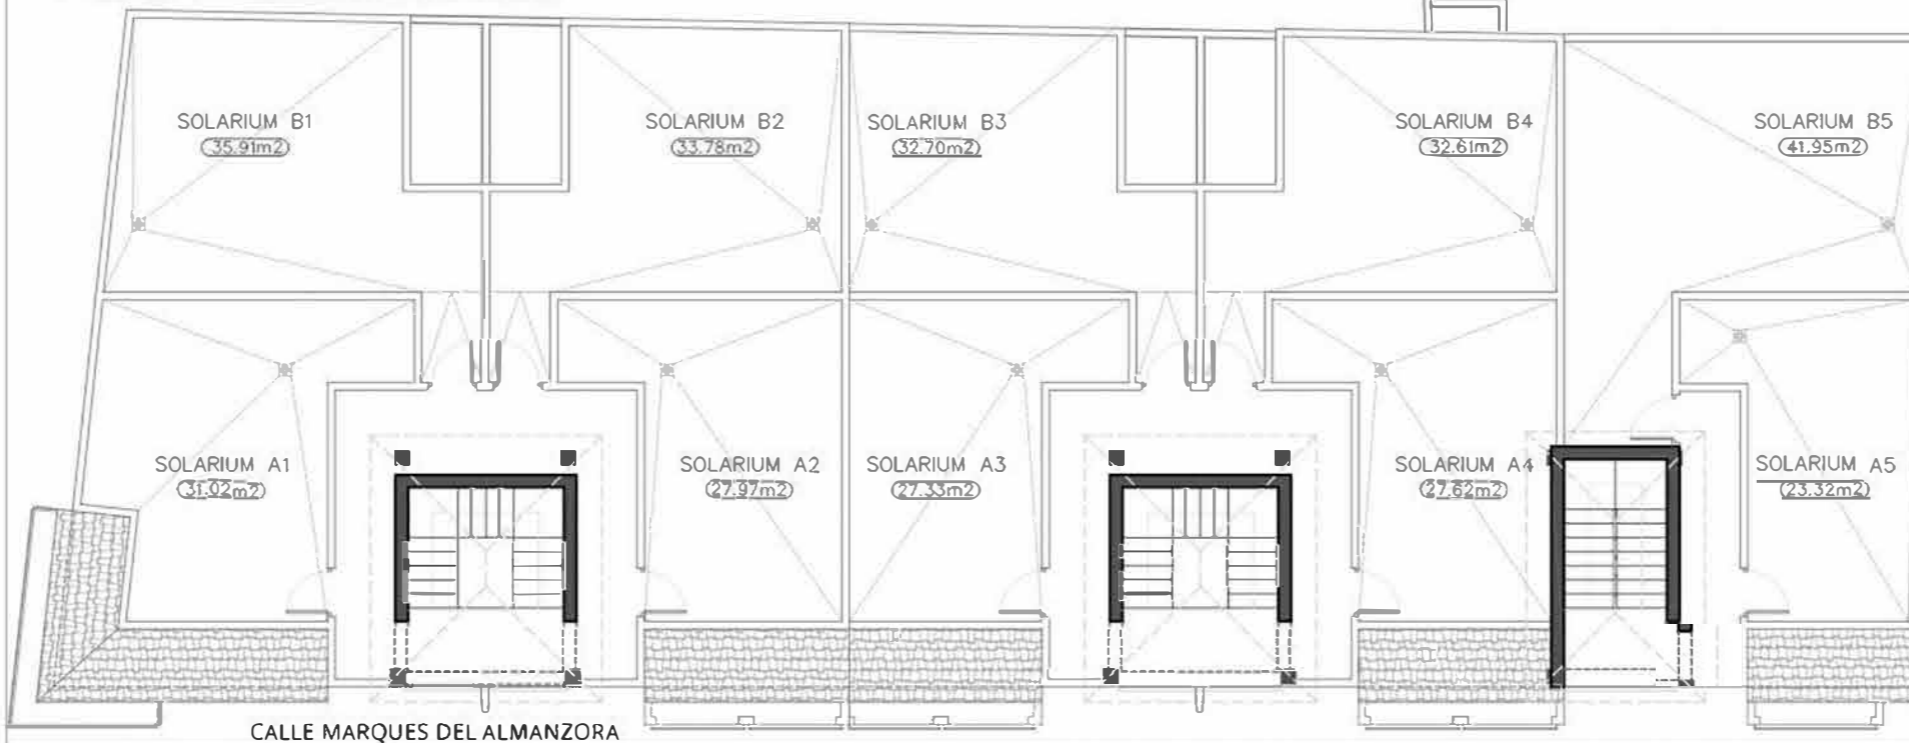 SOLARIUM B1
35.91m2
SOLARIUM B2
33.78m2
SOLARIUM B3
32.70m2
SOLARIUM B4
32.61m2
SOLARIUM B5
41.95m2
SOLARIUM A1
31.02m2
SOLARIUM A2
27.97m2
SOLARIUM A3
27.33m2
SOLARIUM A4
27.62m2
SOLARIUM A5
23.32m2
CALLE MARQUES DEL ALMANZORA